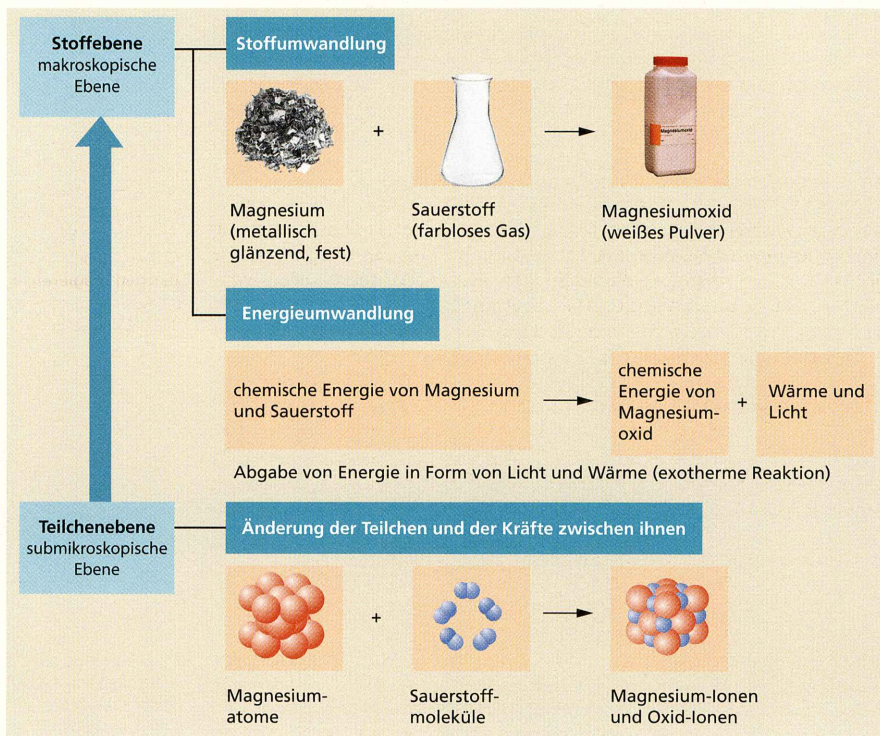 Stoffebene
makroskopische
Ebene
Stoffumwandlung
+
Magnesiumoxid
Magnesium
(metallisch
glänzend, fest)
Sauerstoff
(farbloses Gas)
Magnesiumoxid
(weißes Pulver)
Energieumwandlung
chemische Energie von Magnesium
und Sauerstoff
chemische
Energie von
Magnesium-
oxid
+
Wärme und
Licht
Abgabe von Energie in Form von Licht und Wärme (exotherme Reaktion)
Teilchenebene
submikroskopische
Ebene
Änderung der Teilchen und der Kräfte zwischen ihnen
+
Magnesium-
atome
Sauerstoff-
moleküle
Magnesium-Ionen
und Oxid-Ionen